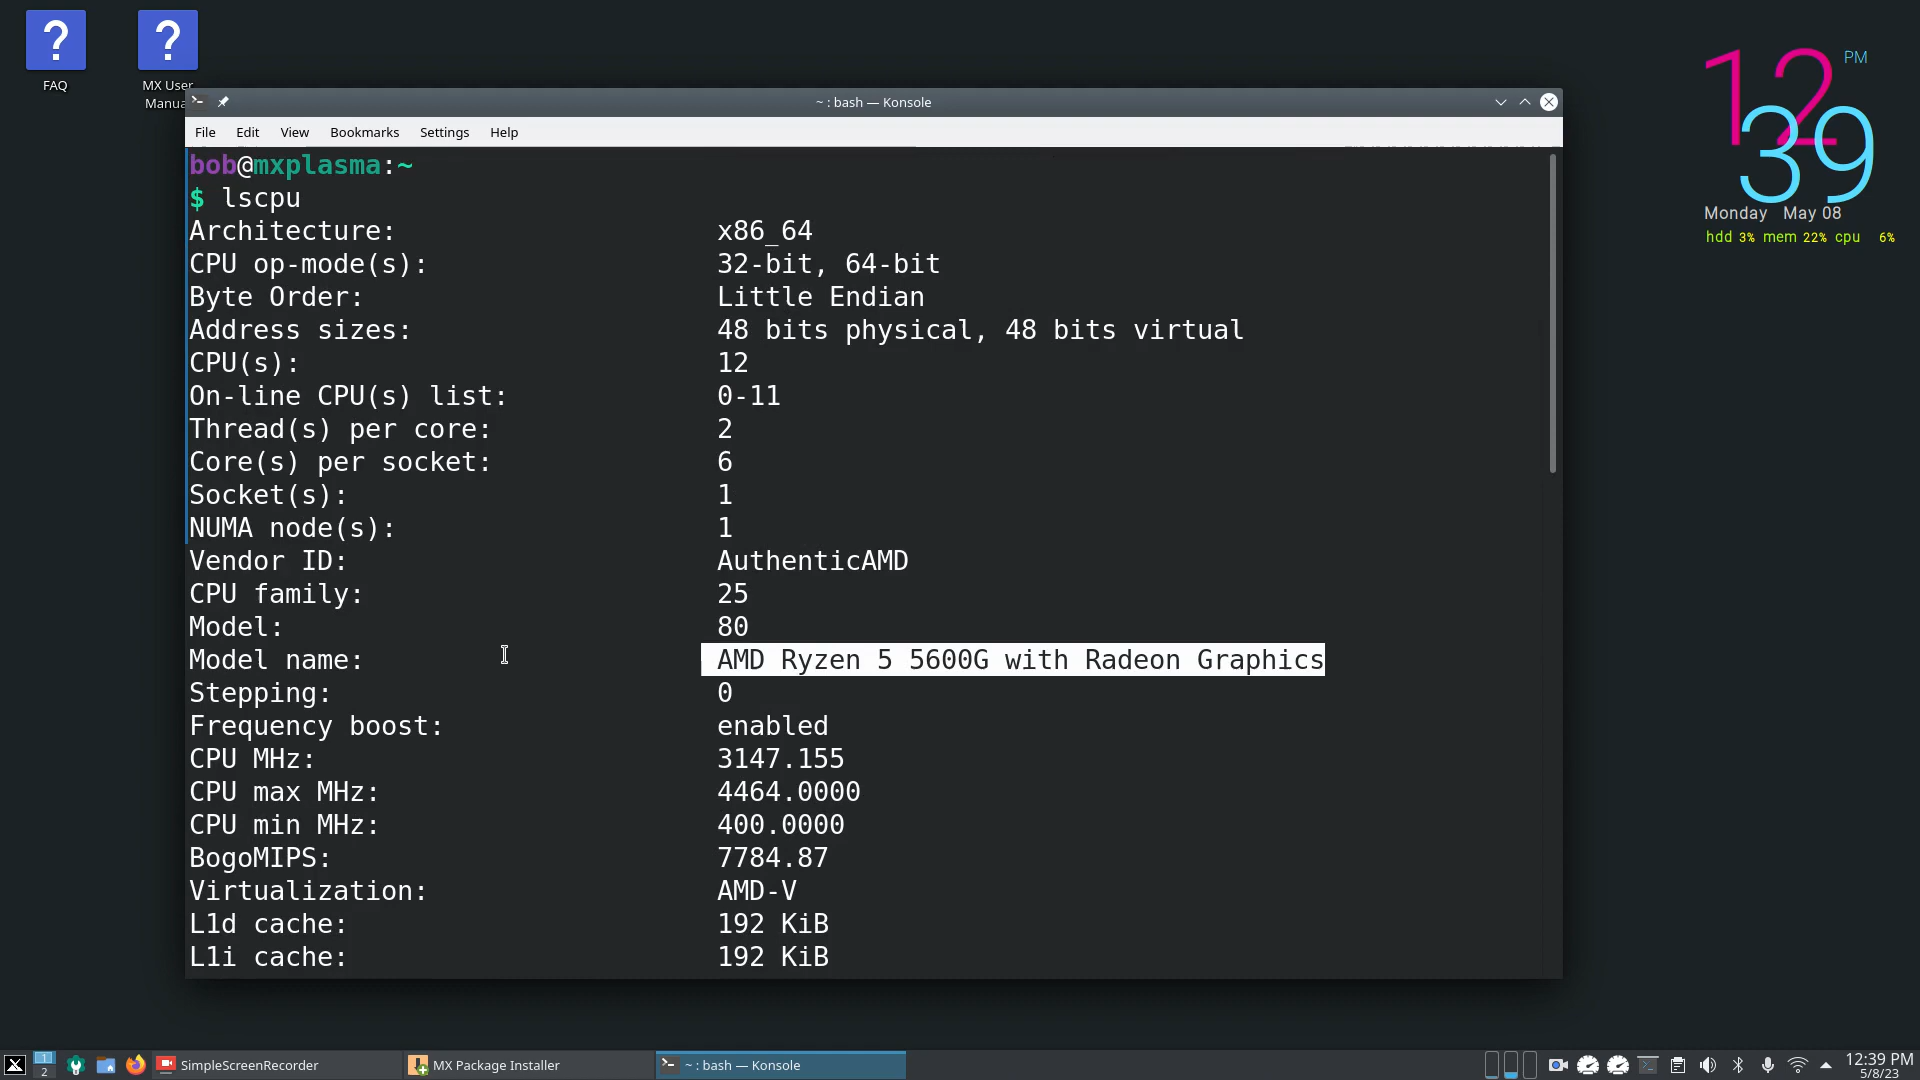 FAQ
MX User
Manua
~ : bash — Konsole
File Edit View Bookmarks Settings Help
bob@mxplasma:~
$ lscpu
Architecture: x86_64
CPU op-mode(s): 32-bit, 64-bit
Byte Order: Little Endian
Address sizes: 48 bits physical, 48 bits virtual
CPU(s): 12
On-line CPU(s) list: 0-11
Thread(s) per core: 2
Core(s) per socket: 6
Socket(s): 1
NUMA node(s): 1
Vendor ID: AuthenticAMD
CPU family: 25
Model: 80
Model name: AMD Ryzen 5 5600G with Radeon Graphics
Stepping: 0
Frequency boost: enabled
CPU MHz: 3147.155
CPU max MHz: 4464.0000
CPU min MHz: 400.0000
BogoMIPS: 7784.87
Virtualization: AMD-V
L1d cache: 192 KiB
L1i cache: 192 KiB
12 PM
39
Monday May 08
hdd 3% mem 22% cpu 6%
1
2
SimpleScreenRecorder
MX Package Installer
~ : bash — Konsole
12:39 PM
5/8/23